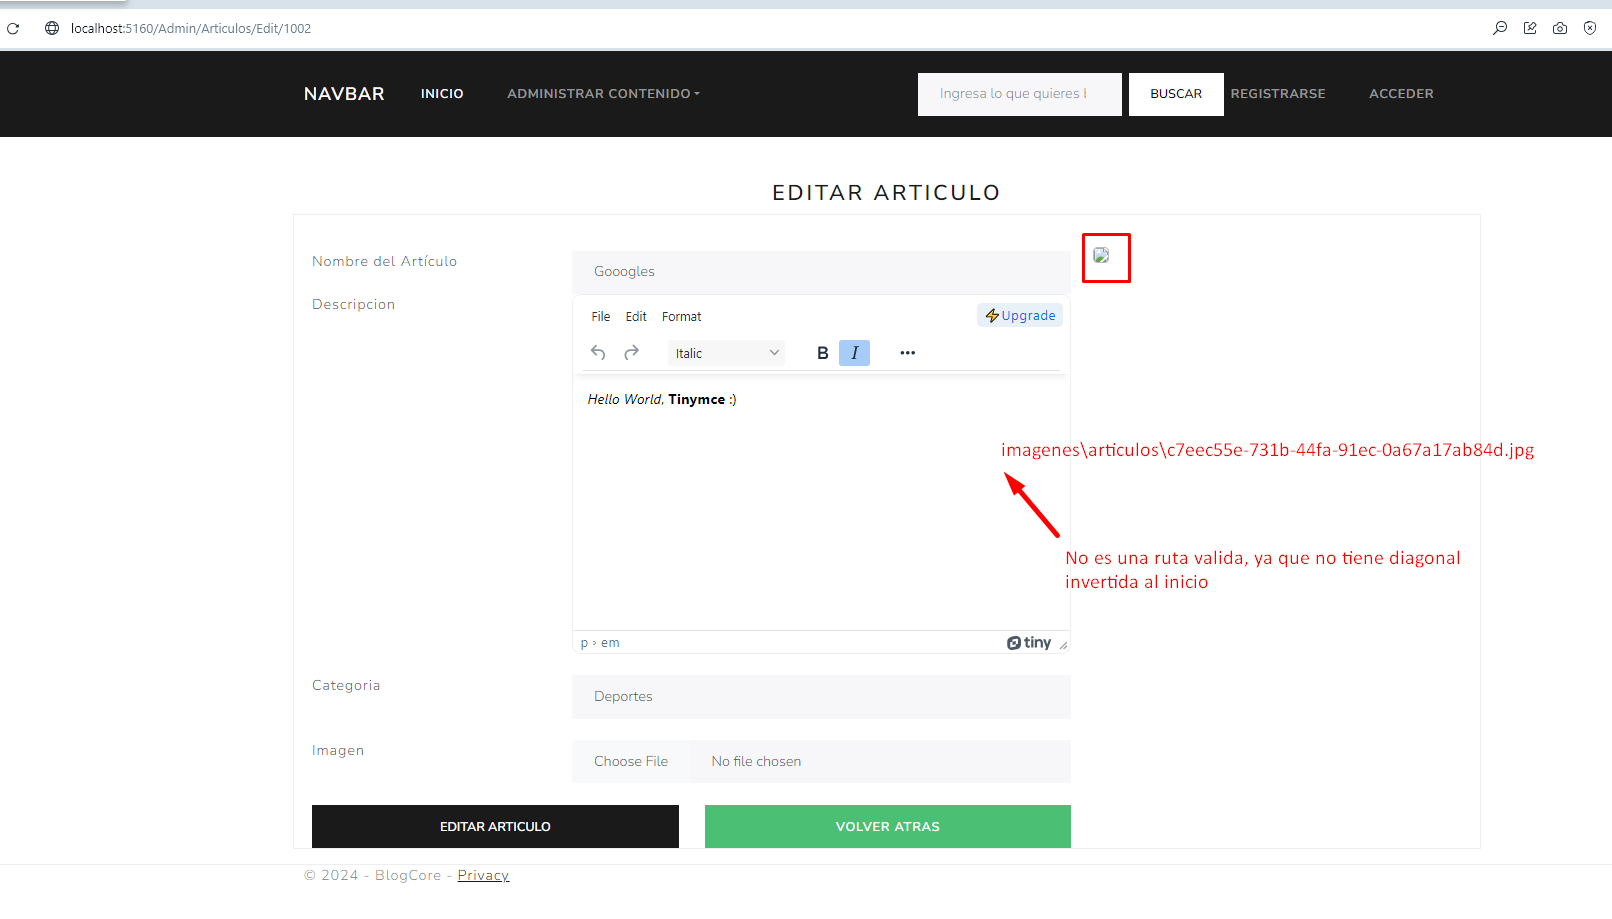 localhost:5160/Admin/Articulos/Edit/1002
NAVBAR INICIO ADMINISTRAR CONTENIDO Ingresa lo que quieres l BUSCAR REGISTRARSE ACCEDER
EDITAR ARTICULO
Nombre del Artículo Gooogles
Descripcion
File Edit Format Upgrade
Italic B I ...
Hello World, Tinymce :)
imagenes\articulos\c7eec55e-731b-44fa-91ec-0a67a17ab84d.jpg
No es una ruta valida, ya que no tiene diagonal
invertida al inicio
p › em tiny
Categoria Deportes
Imagen Choose File No file chosen
EDITAR ARTICULO VOLVER ATRAS
© 2024 - BlogCore - Privacy